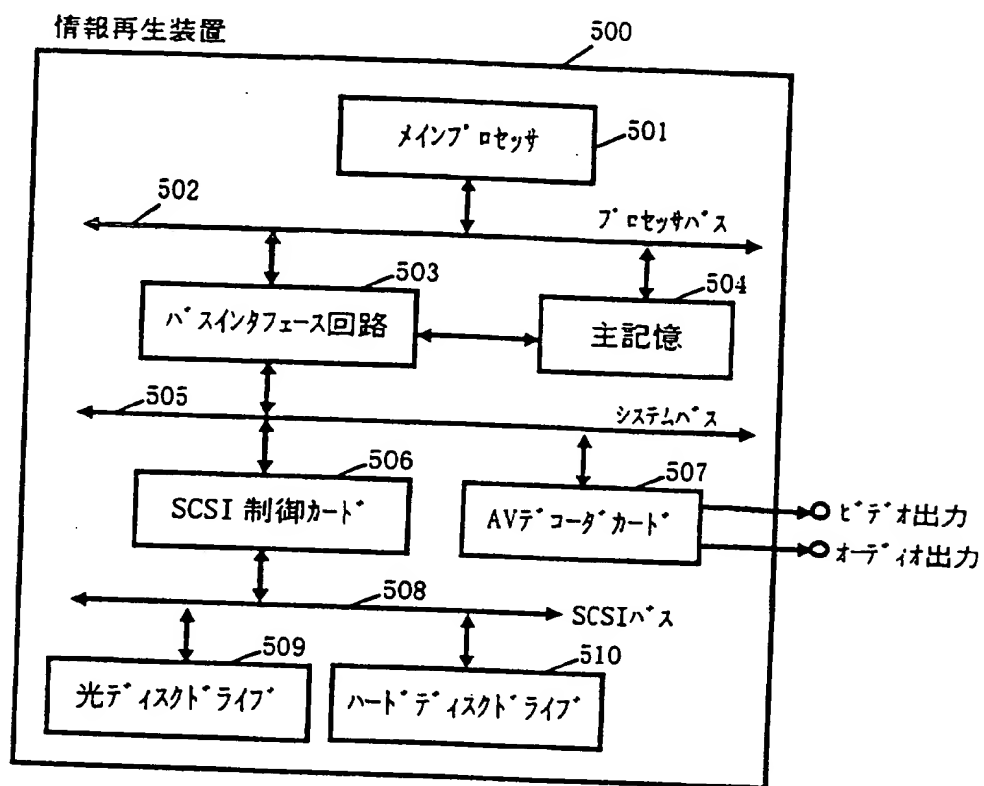 情報再生装置
500
メインプロセッサ
501
502
プロセッサバス
503
504
バスインタフェース回路
主記憶
505
システムバス
506
507
SCSI 制御カード
AVデコーダカード
ビデオ出力
オーディオ出力
508
SCSIバス
509
510
光ディスクドライブ
ハードディスクドライブ